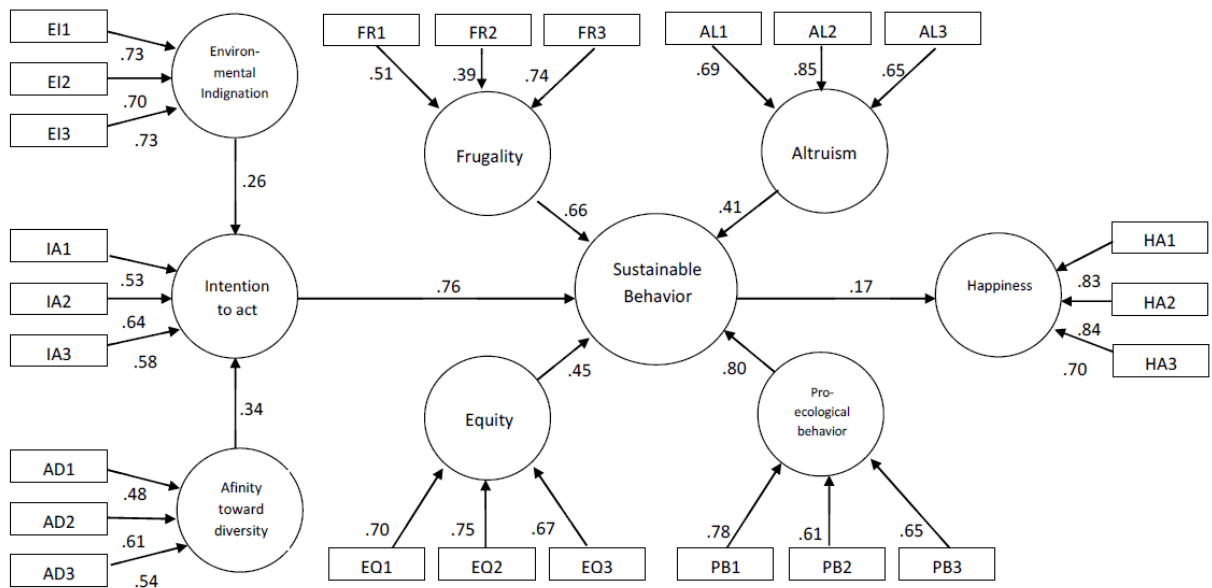 EI1
.73
EI2
.70
EI3
.73
Environ-
mental
Indignation
FR1
FR2
FR3
.51
.39
.74
Frugality
AL1
AL2
AL3
.69
.85
.65
Altruism
.26
.66
.41
IA1
.53
IA2
.64
IA3
.58
Intention
to act
.76
Sustainable
Behavior
.17
Happiness
HA1
.83
HA2
.84
HA3
.70
.34
.45
.80
AD1
.48
AD2
.61
AD3
.54
Afinity
toward
diversity
Equity
.70
.75
.67
EQ1
EQ2
EQ3
Pro-
ecological
behavior
.78
.61
.65
PB1
PB2
PB3